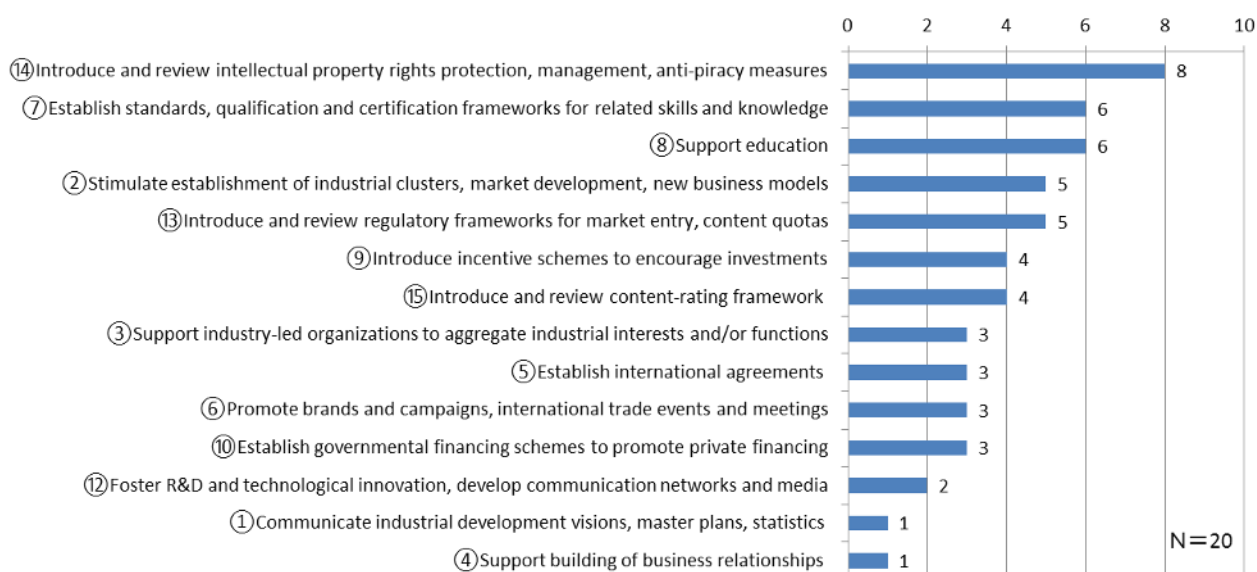 0 2 4 6 8 10
⑭Introduce and review intellectual property rights protection, management, anti-piracy measures 8
⑦Establish standards, qualification and certification frameworks for related skills and knowledge 6
⑧Support education 6
②Stimulate establishment of industrial clusters, market development, new business models 5
⑬Introduce and review regulatory frameworks for market entry, content quotas 5
⑨Introduce incentive schemes to encourage investments 4
⑮Introduce and review content-rating framework 4
③Support industry-led organizations to aggregate industrial interests and/or functions 3
⑤Establish international agreements 3
⑥Promote brands and campaigns, international trade events and meetings 3
⑩Establish governmental financing schemes to promote private financing 3
⑫Foster R&D and technological innovation, develop communication networks and media 2
①Communicate industrial development visions, master plans, statistics 1
N=20
④Support building of business relationships 1